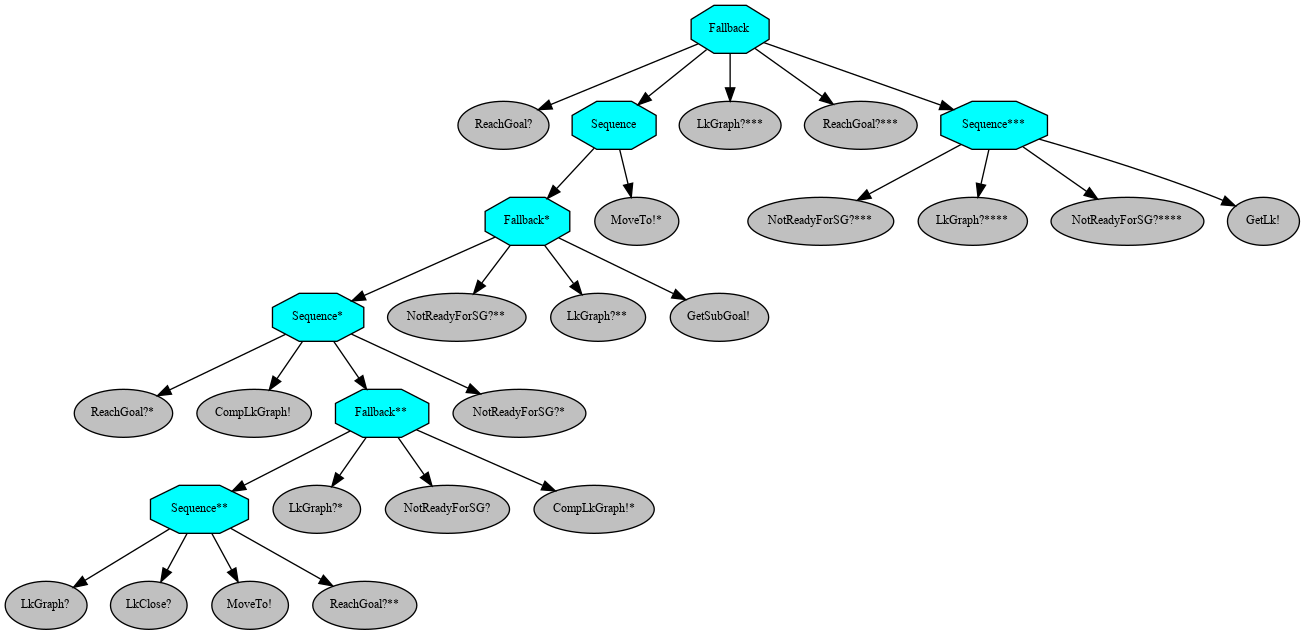 Fallback
ReachGoal?
Sequence
LkGraph?***
ReachGoal?***
Sequence***
Fallback*
MoveTo!*
NotReadyForSG?***
LkGraph?****
NotReadyForSG?****
GetLk!
Sequence*
NotReadyForSG?**
LkGraph?**
GetSubGoal!
ReachGoal?*
CompLkGraph!
Fallback**
NotReadyForSG?*
Sequence**
LkGraph?*
NotReadyForSG?
CompLkGraph!*
LkGraph?
LkClose?
MoveTo!
ReachGoal?**